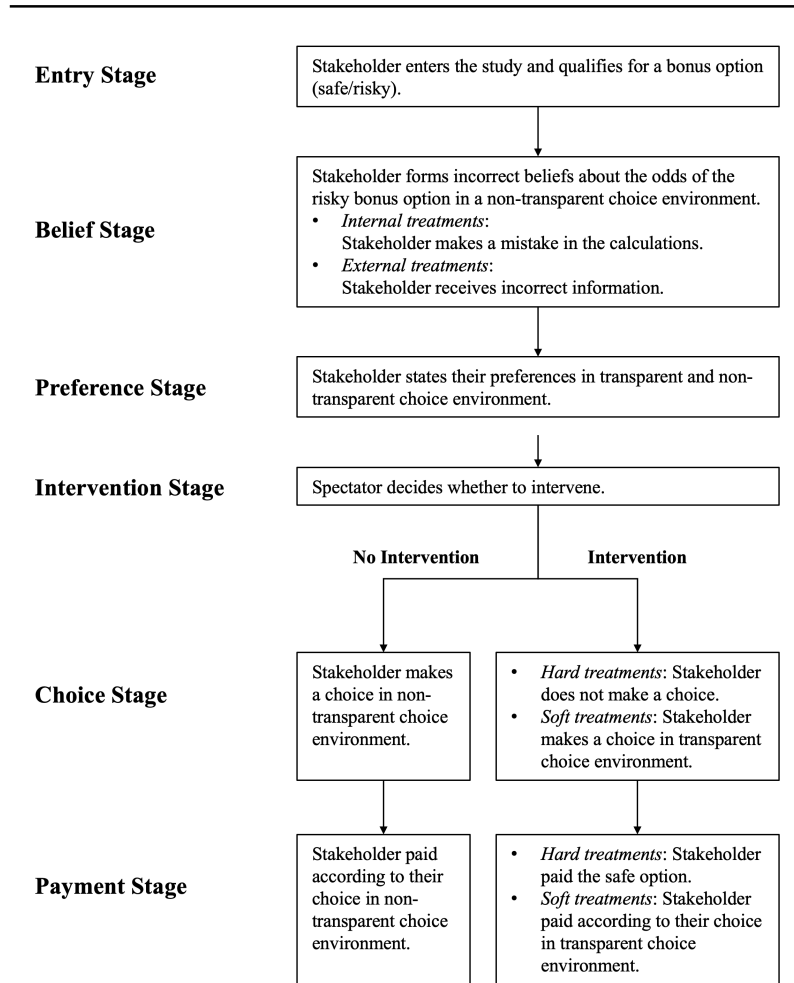 Entry Stage
Stakeholder enters the study and qualifies for a bonus option
(safe/risky).
Belief Stage
Stakeholder forms incorrect beliefs about the odds of the
risky bonus option in a non-transparent choice environment.
• Internal treatments:
Stakeholder makes a mistake in the calculations.
• External treatments:
Stakeholder receives incorrect information.
Preference Stage
Stakeholder states their preferences in transparent and non-
transparent choice environment.
Intervention Stage
Spectator decides whether to intervene.
No Intervention
Intervention
Choice Stage
Stakeholder makes
a choice in non-
transparent choice
environment.
• Hard treatments: Stakeholder
does not make a choice.
• Soft treatments: Stakeholder
makes a choice in transparent
choice environment.
Payment Stage
Stakeholder paid
according to their
choice in non-
transparent choice
environment.
• Hard treatments: Stakeholder
paid the safe option.
• Soft treatments: Stakeholder
paid according to their choice
in transparent choice
environment.